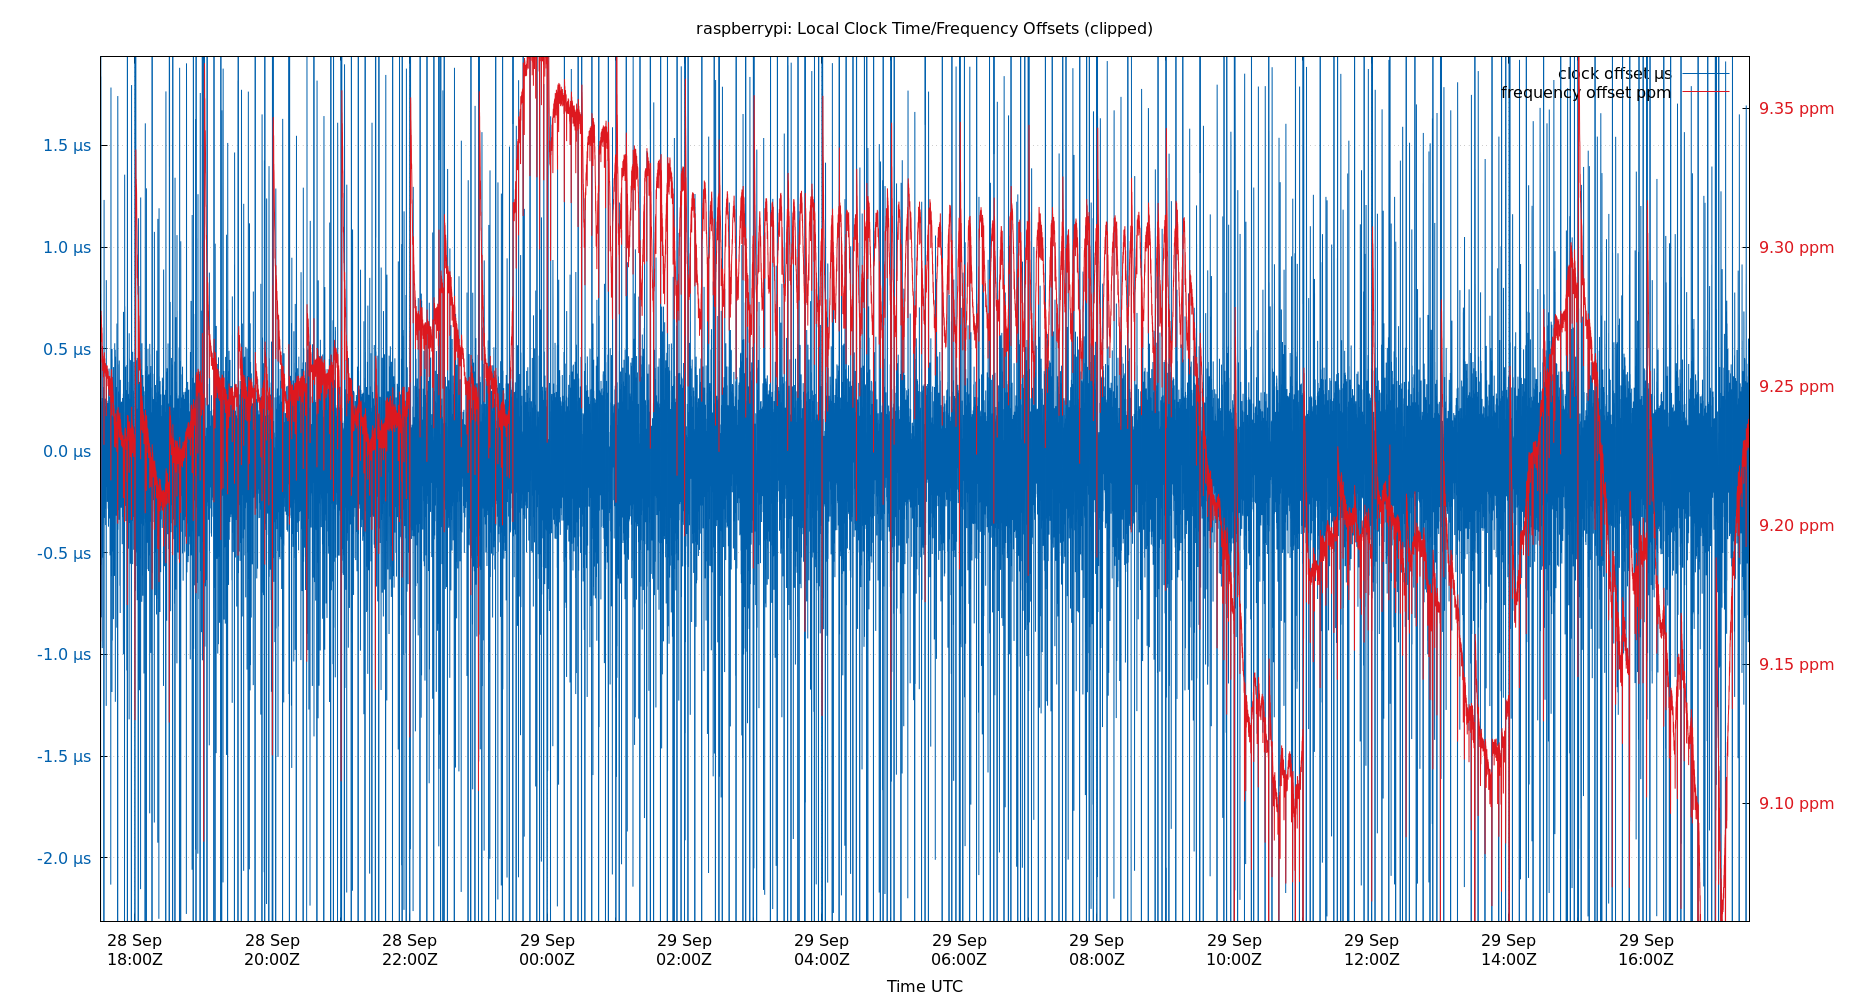 raspberrypi: Local Clock Time/Frequency Offsets (clipped)
clock offset µs
frequency offset ppm
1.5 µs
1.0 µs
0.5 µs
0.0 µs
-0.5 µs
-1.0 µs
-1.5 µs
-2.0 µs
9.35 ppm
9.30 ppm
9.25 ppm
9.20 ppm
9.15 ppm
9.10 ppm
28 Sep 28 Sep 28 Sep 29 Sep 29 Sep 29 Sep 29 Sep 29 Sep 29 Sep 29 Sep 29 Sep 29 Sep
18:00Z 20:00Z 22:00Z 00:00Z 02:00Z 04:00Z 06:00Z 08:00Z 10:00Z 12:00Z 14:00Z 16:00Z
Time UTC